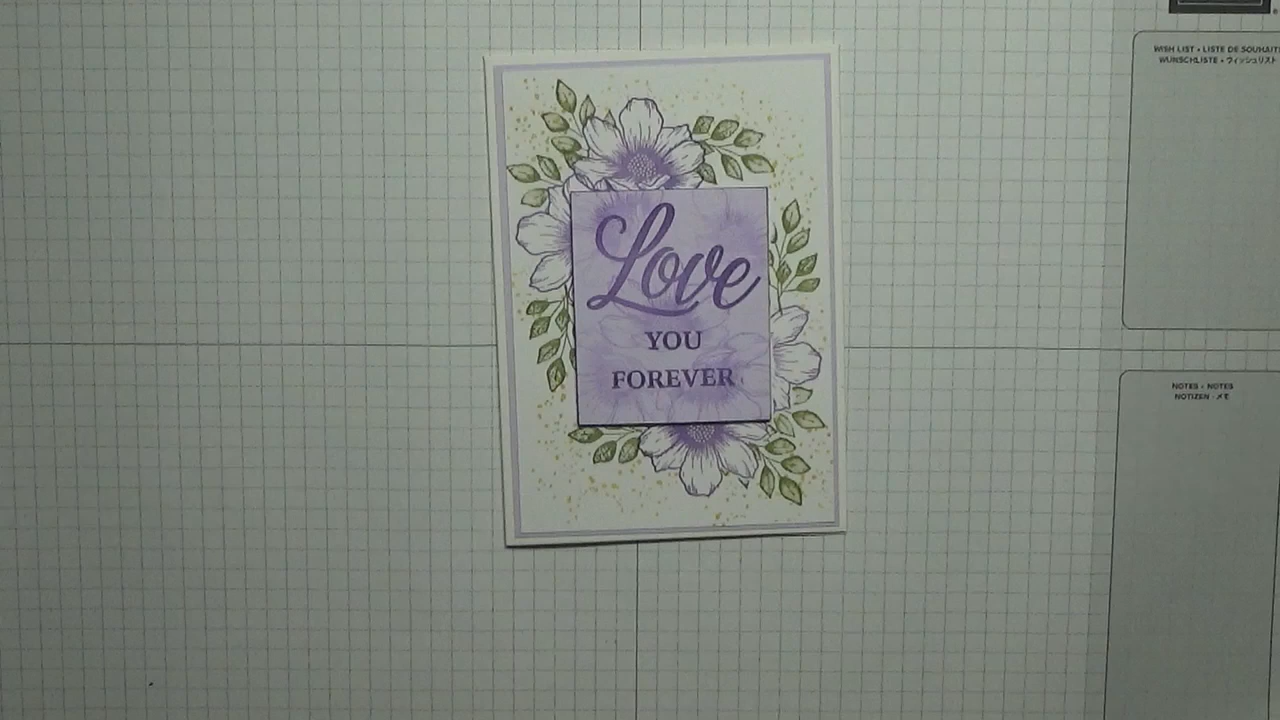 Love
YOU
FOREVER
WISH LIST • LISTE DE SOUHAITS
WUNSCHLISTE • ウィッシュリスト
NOTES • NOTES
NOTIZEN • メモ